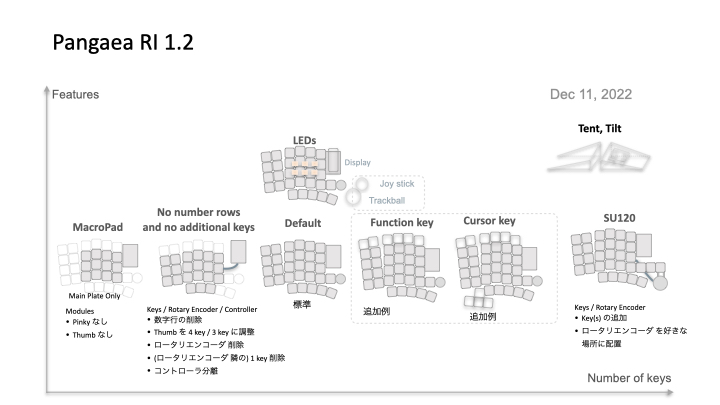 Pangaea RI 1.2
Features
Dec 11, 2022
Tent, Tilt
LEDs
Display
Joy stick
Trackball
MacroPad
No number rows
and no additional keys
Default
Function key
Cursor key
SU120
Main Plate Only
Modules
• Pinky なし
• Thumb なし
Keys / Rotary Encoder / Controller
• 数字行の削除
• Thumb を 4 key / 3 key に調整
• ロータリエンコーダ 削除
• (ロータリエンコーダ 隣の) 1 key 削除
• コントローラ分離
標準
追加例
追加例
Keys / Rotary Encoder
• Key(s) の追加
• ロータリエンコーダ を好きな
場所に配置
Number of keys